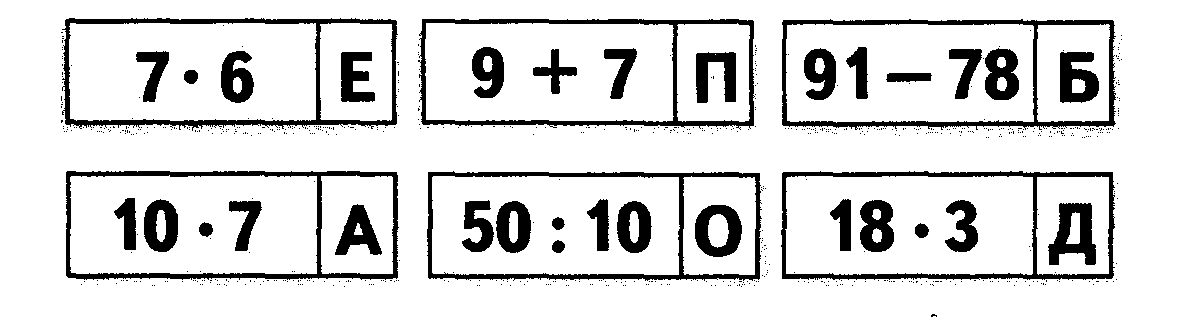 7 · 6 Е 9 + 7 П 91 – 78 Б
10 · 7 А 50 : 10 О 18 · 3 Д